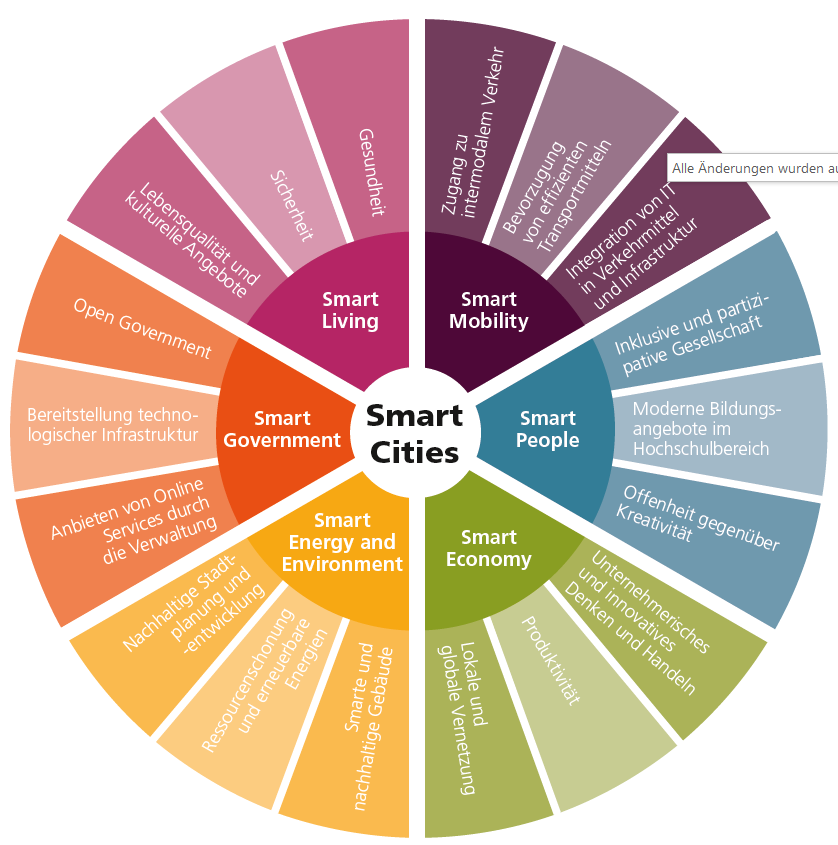 Smart
Cities
Smart
Mobility
Zugang zu
intermodalem Verkehr
Bevorzugung
von effizienten
Transportmitteln
Integration von IT
in Verkehrmittel
und Infrastruktur
Alle Änderungen wurden
Smart
People
Inklusive und partizi-
pative Gesellschaft
Moderne Bildungs-
angebote im
Hochschulbereich
Offenheit gegenüber
Kreativität
Smart
Economy
Unternehmerisches
und innovatives
Denken und Handeln
Produktivität
Lokale und
globale Vernetzung
Smart
Energy and
Environment
Smarte und
nachhaltige Gebäude
Ressourcenschonung
und erneuerbare
Energien
Nachhaltige Stadt-
planung und
-entwicklung
Smart
Government
Anbieten von Online
Services durch
die Verwaltung
Bereitstellung techno-
logischer Infrastruktur
Open Government
Smart
Living
Lebensqualität und
kulturelle Angebote
Sicherheit
Gesundheit